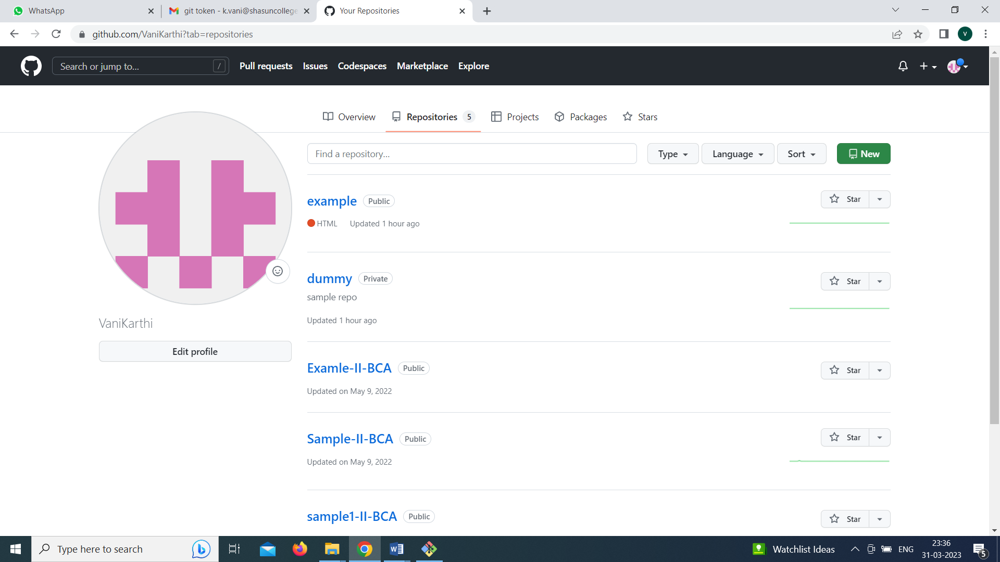 WhatsApp
git token - k.vani@shasuncollege
Your Repositories
github.com/VaniKarthi?tab=repositories
V
Search or jump to...
/
Pull requests
Issues
Codespaces
Marketplace
Explore
Overview
Repositories 5
Projects
Packages
Stars
Find a repository...
Type
Language
Sort
New
example Public
Star
HTML Updated 1 hour ago
dummy Private
Star
sample repo
Updated 1 hour ago
VaniKarthi
Edit profile
Examle-II-BCA Public
Star
Updated on May 9, 2022
Sample-II-BCA Public
Star
Updated on May 9, 2022
sample1-II-BCA Public
Star
Type here to search
Watchlist Ideas
ENG
23:36
31-03-2023
5